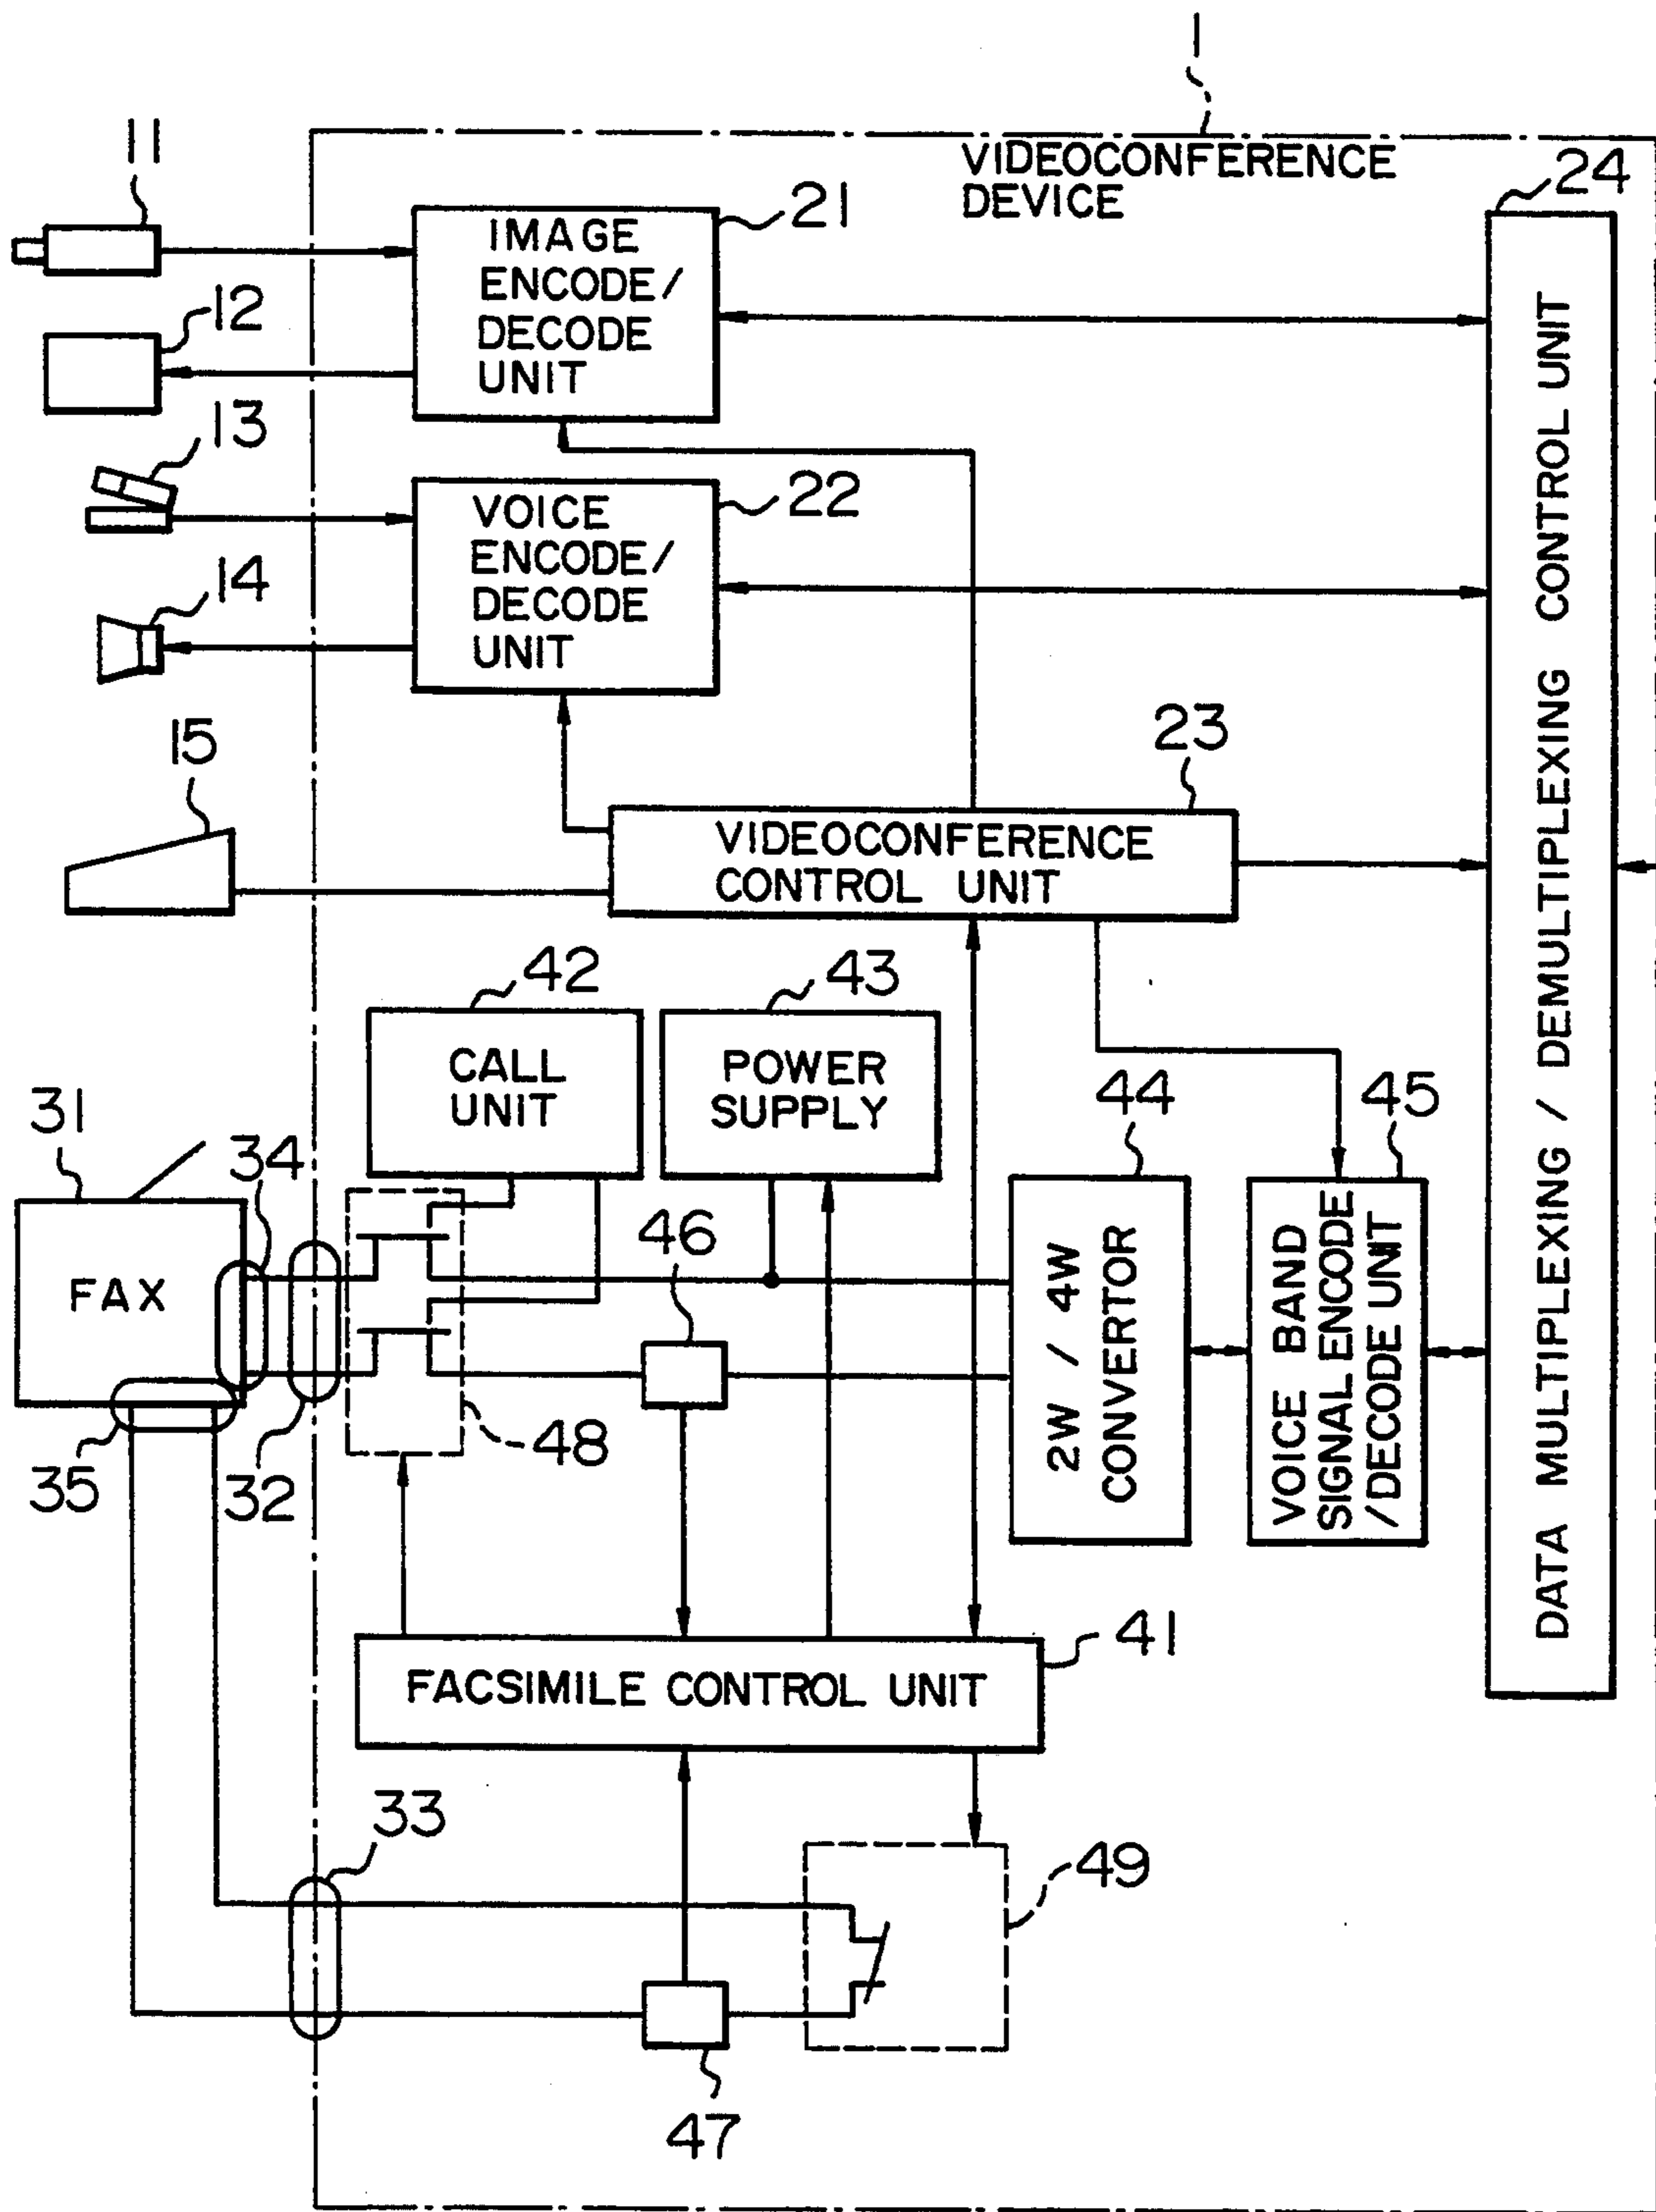 1
11
VIDEOCONFERENCE
DEVICE
24
21
IMAGE
ENCODE/
DECODE
UNIT
12
13
22
VOICE
ENCODE/
DECODE
UNIT
14
15
23
VIDEOCONFERENCE
CONTROL UNIT
DATA MULTIPLEXING / DEMULTIPLEXING CONTROL UNIT
42
CALL
UNIT
43
POWER
SUPPLY
44
2W / 4W
CONVERTOR
45
VOICE BAND
SIGNAL ENCODE
/DECODE UNIT
31
FAX
34
46
48
35
32
41
FACSIMILE CONTROL UNIT
33
49
47